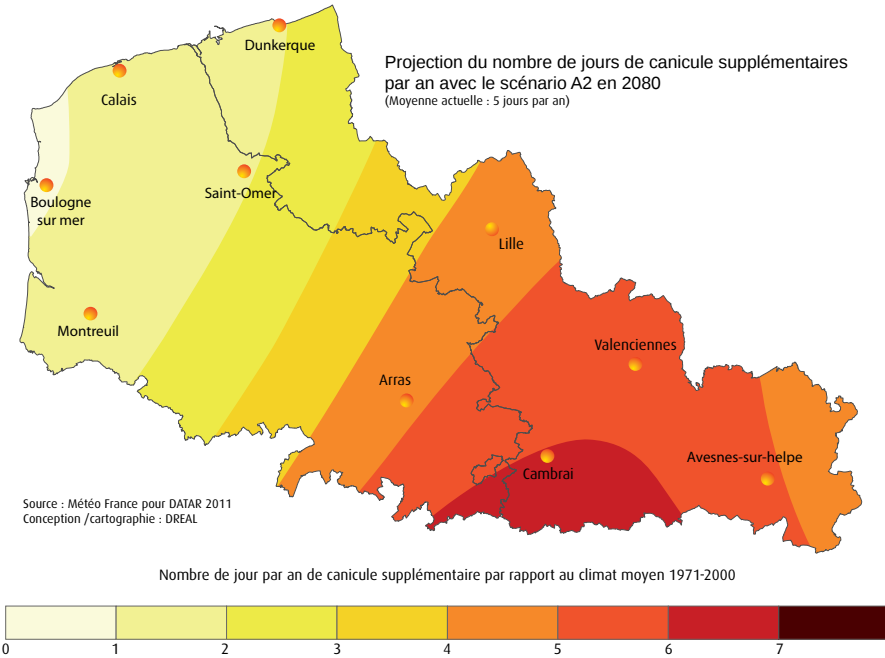 Dunkerque
Projection du nombre de jours de canicule supplémentaires
par an avec le scénario A2 en 2080
(Moyenne actuelle : 5 jours par an)
Calais
Saint-Omer
Boulogne
sur mer
Lille
Montreuil
Valenciennes
Arras
Avesnes-sur-helpe
Cambrai
Source : Météo France pour DATAR 2011
Conception /cartographie : DREAL
Nombre de jour par an de canicule supplémentaire par rapport au climat moyen 1971-2000
0 1 2 3 4 5 6 7